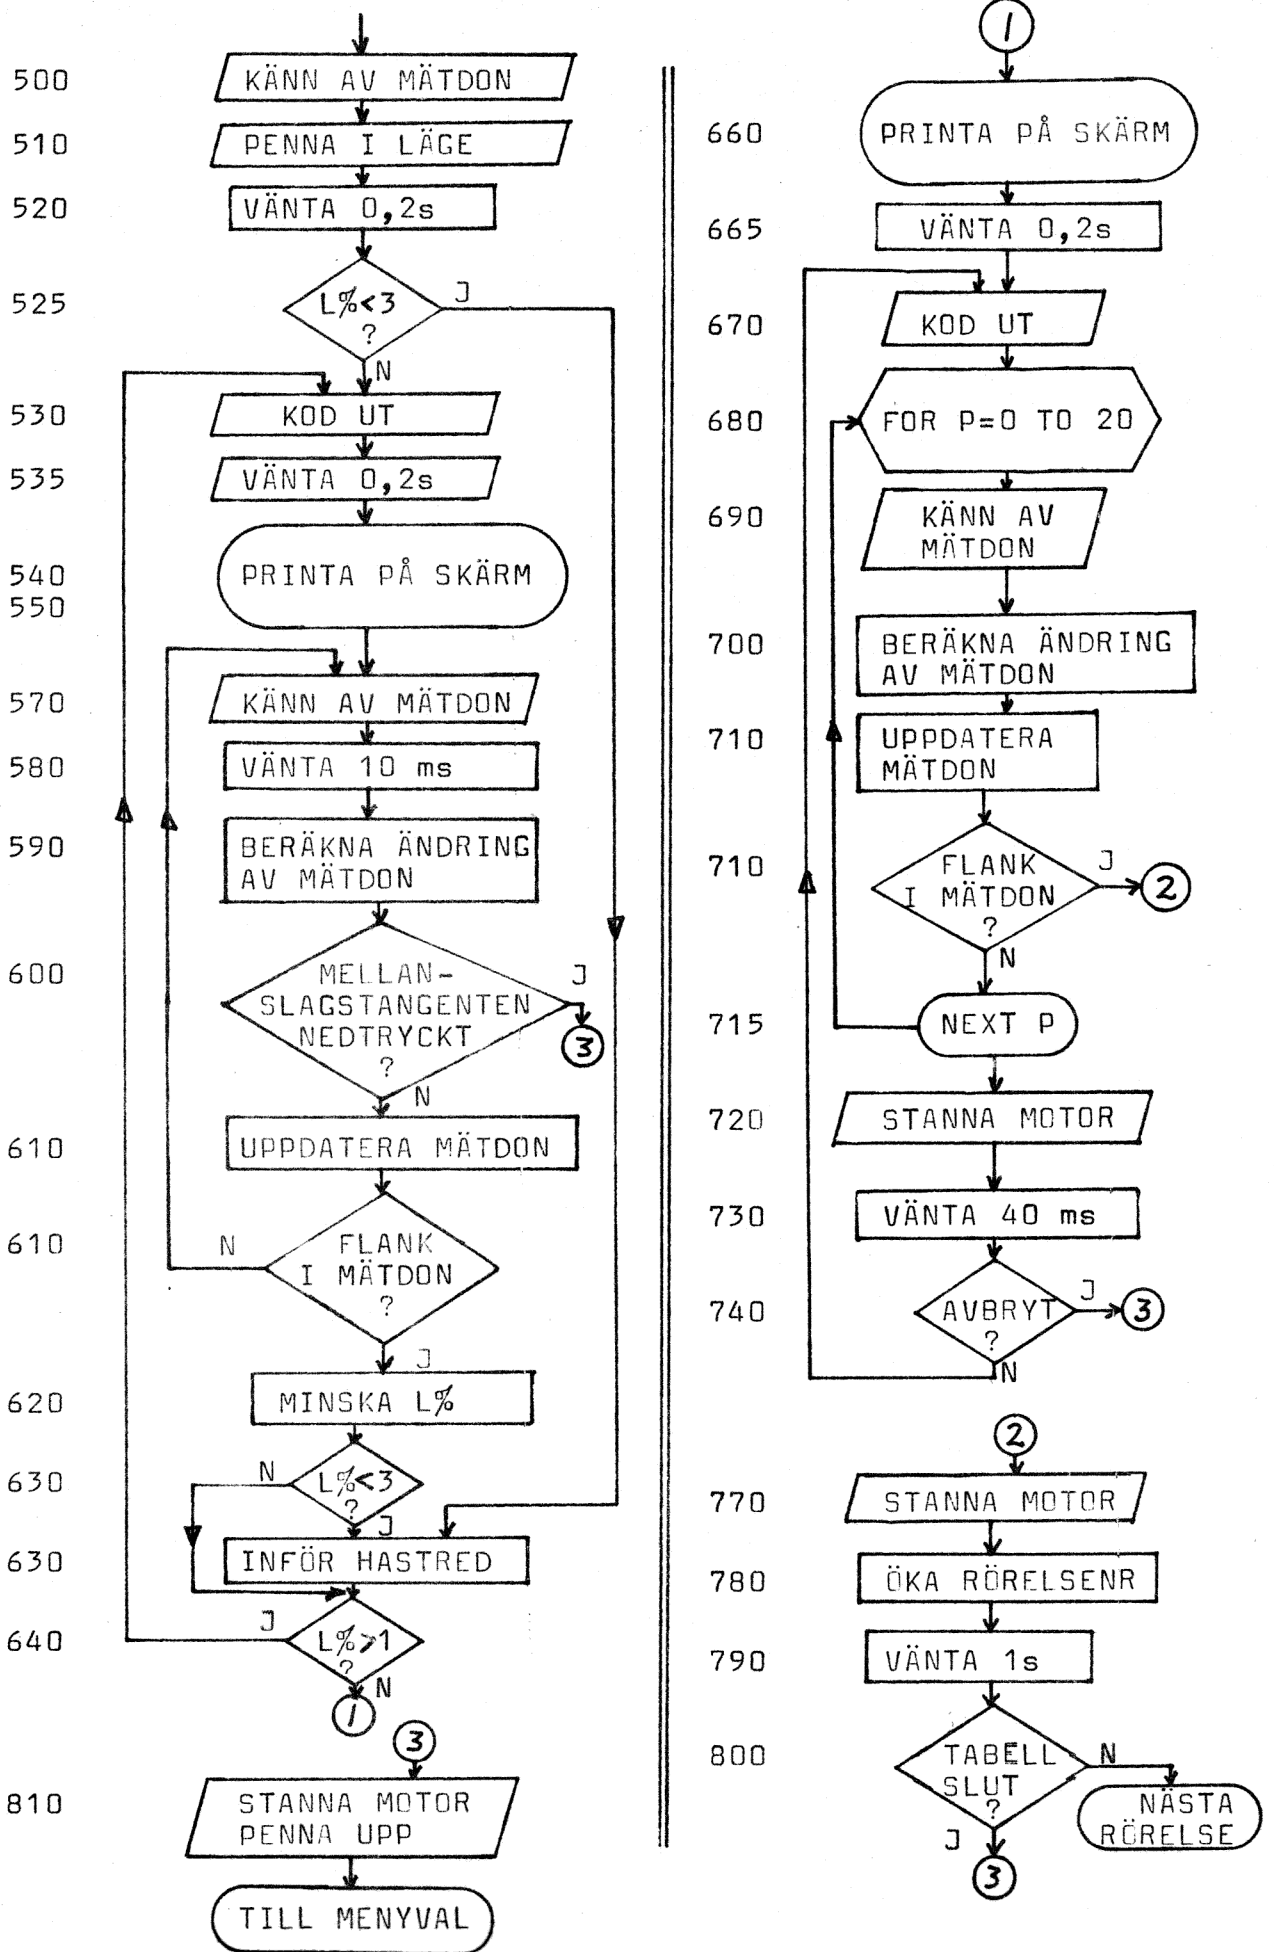 500
KÄNN AV MÄTDON
510
PENNA I LÄGE
520
VÄNTA 0,2s
525
L%<3
?
J
N
530
KOD UT
535
VÄNTA 0,2s
540
PRINTA PÅ SKÄRM
550
570
KÄNN AV MÄTDON
580
VÄNTA 10 ms
590
BERÄKNA ÄNDRING
AV MÄTDON
600
MELLAN-
SLAGSTANGENTEN
NEDTRYCKT
?
J
3
N
610
UPPDATERA MÄTDON
610
N
FLANK
I MÄTDON
?
J
620
MINSKA L%
630
N
L%<3
?
J
630
INFÖR HASTRED
640
J
L%>1
?
N
1
3
810
STANNA MOTOR
PENNA UPP
TILL MENYVAL
1
660
PRINTA PÅ SKÄRM
665
VÄNTA 0,2s
670
KOD UT
680
FOR P=0 TO 20
690
KÄNN AV
MÄTDON
700
BERÄKNA ÄNDRING
AV MÄTDON
710
UPPDATERA
MÄTDON
710
FLANK
I MÄTDON
?
J
2
N
715
NEXT P
720
STANNA MOTOR
730
VÄNTA 40 ms
740
AVBRYT
?
J
3
N
2
770
STANNA MOTOR
780
ÖKA RÖRELSENR
790
VÄNTA 1s
800
TABELL
SLUT
?
N
NÄSTA
RÖRELSE
J
3